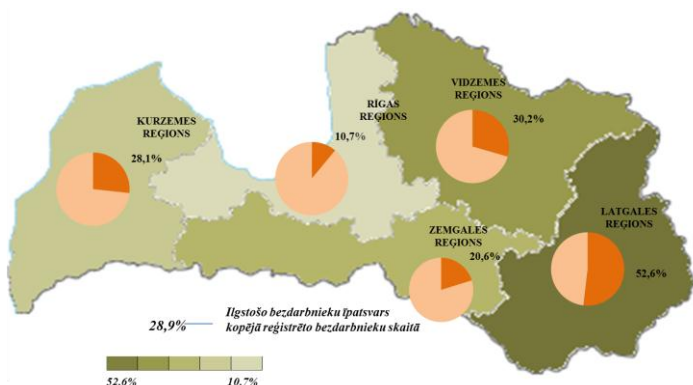 VIDZEMES
REĢIONS
30,2%
RĪGAS
REĢIONS
10,7%
KURZEMES
REĢIONS
28,1%
LATGALES
REĢIONS
52,6%
ZEMGALES
REĢIONS
20,6%
28,9%
Ilgstošo bezdarbnieku īpatsvars
kopējā reģistrēto bezdarbnieku skaitā
52,6%
10,7%